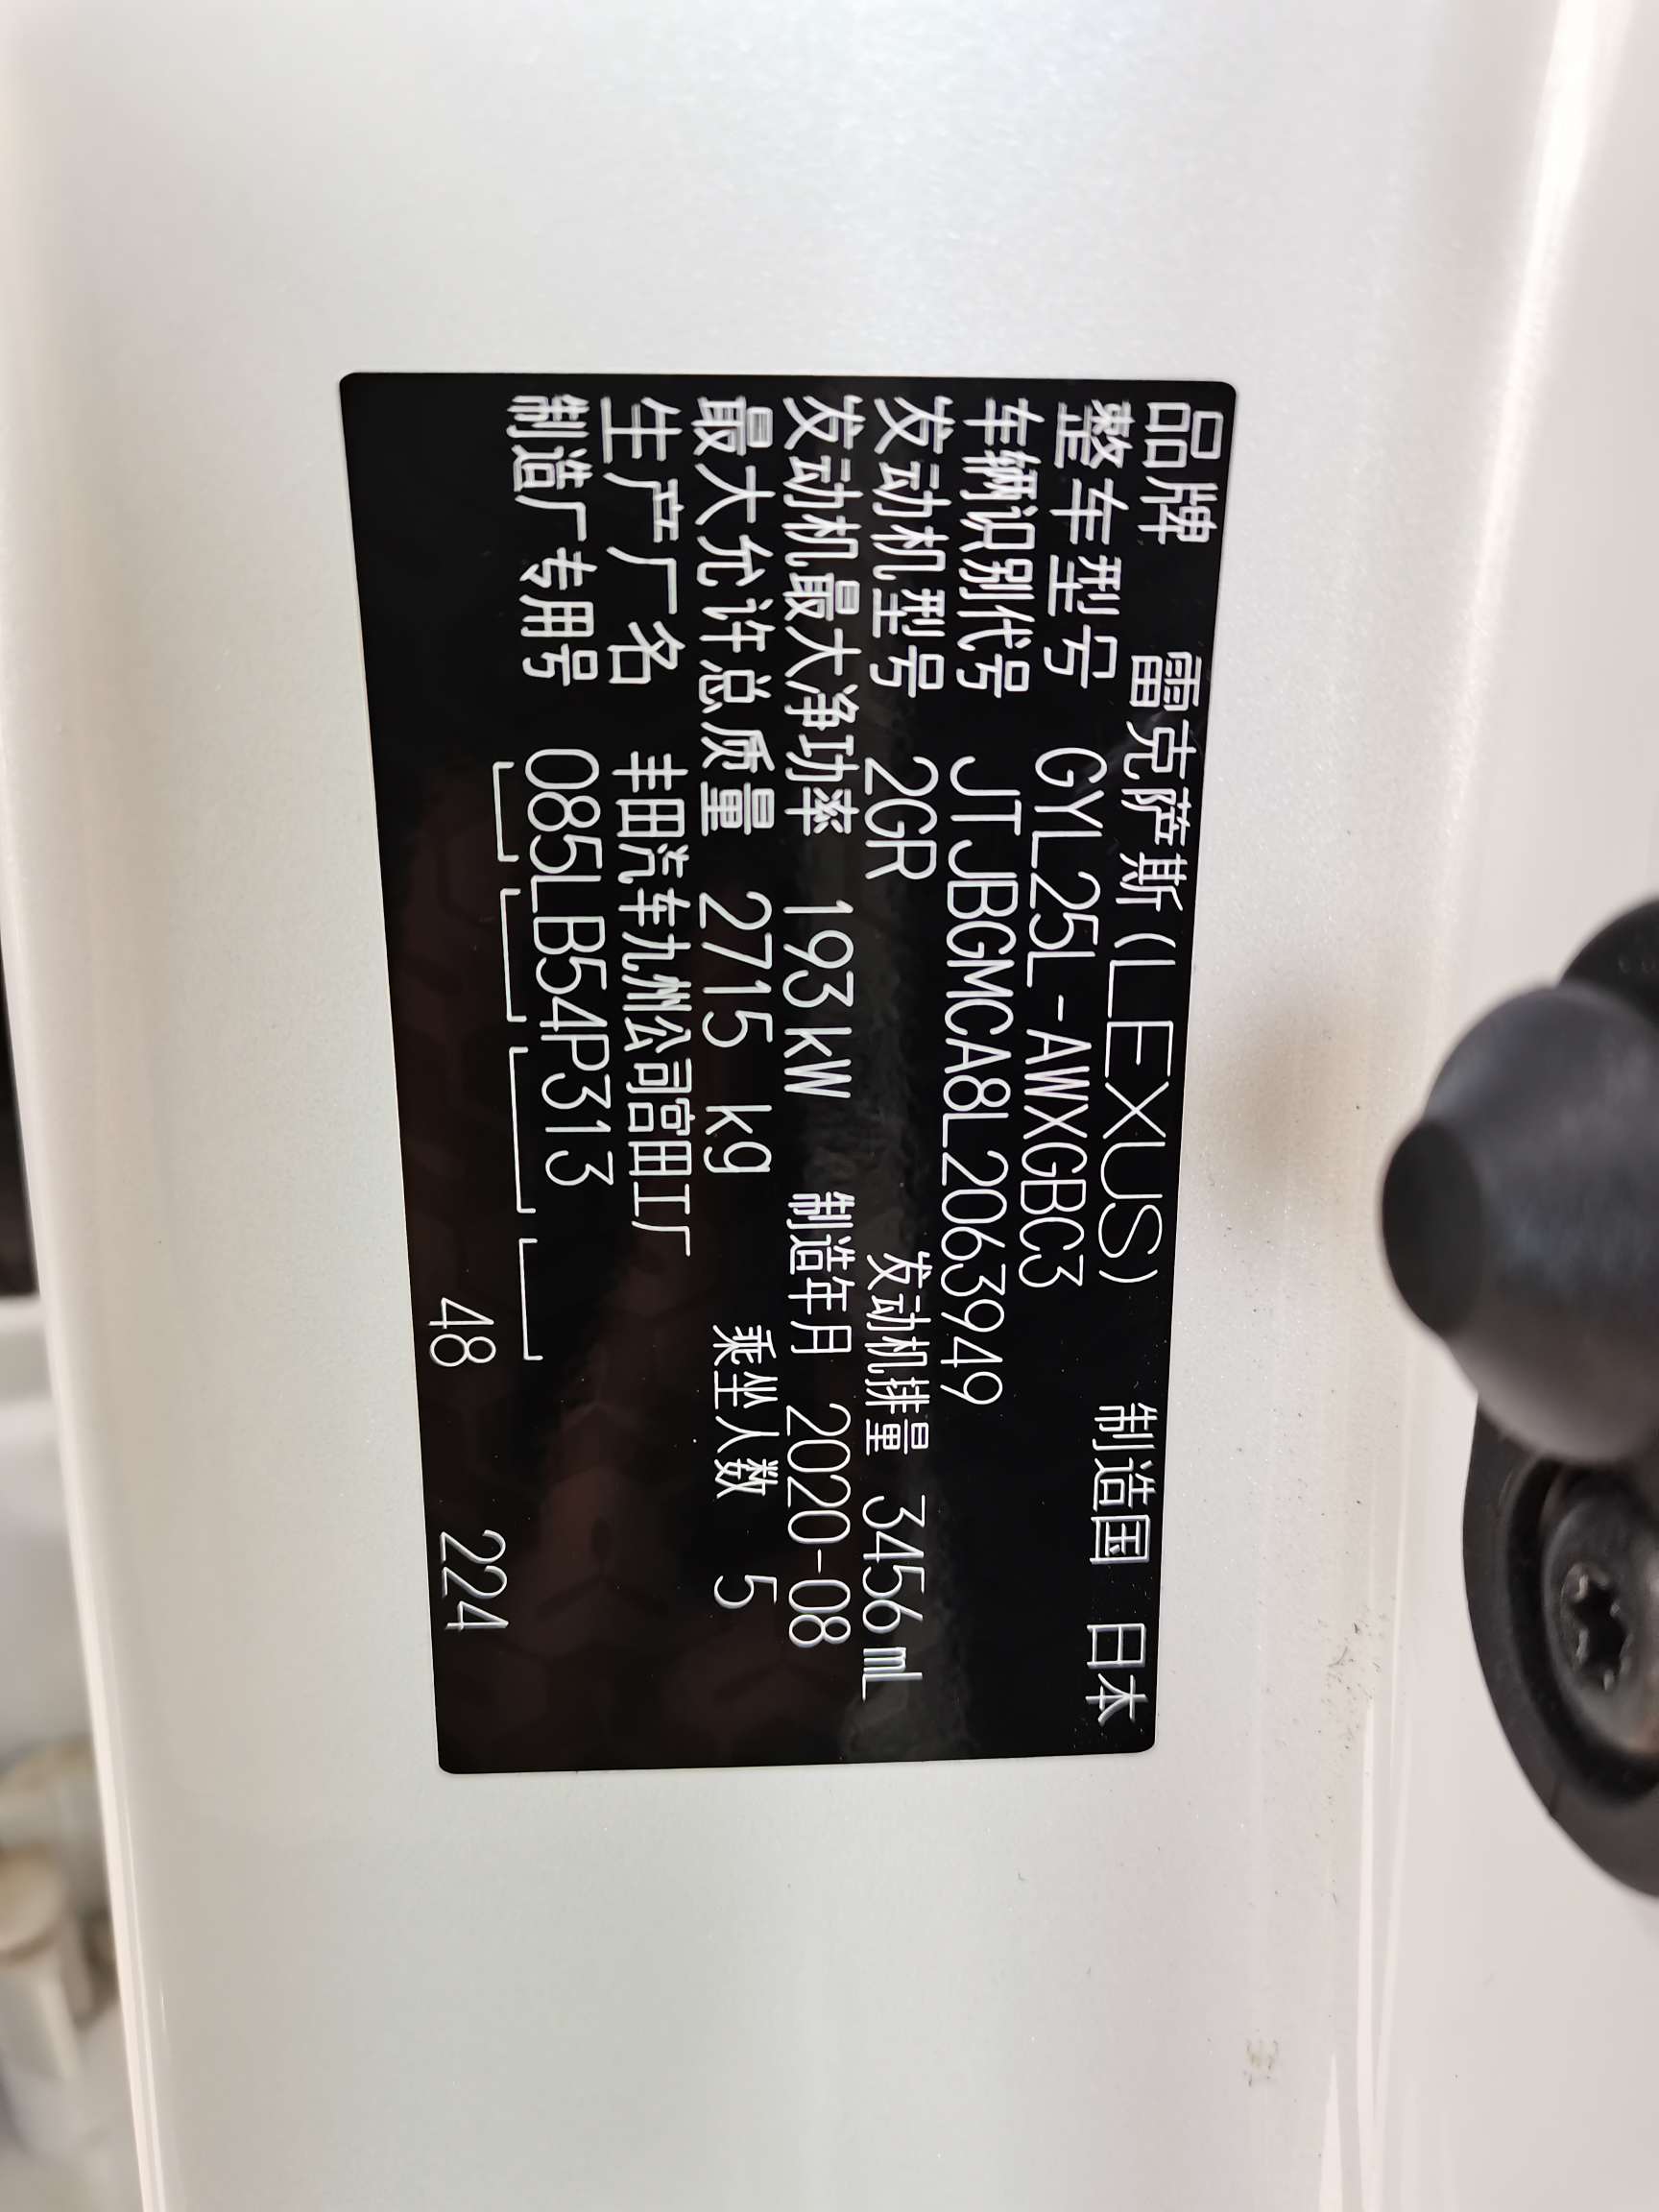 品牌 雷克萨斯(LEXUS) 制造国 日本
整车型号 GYL25L-AWXGBC3
车辆识别代号 JTJBGMCA8L2063949
发动机型号 2GR 发动机排量 3456 mL
发动机最大净功率 193 kW 制造年月 2020-08
最大允许总质量 2715 kg 乘坐人数 5
生产厂名 丰田汽车九州公司宫田工厂
制造厂专用号 085LB54P313
48 224